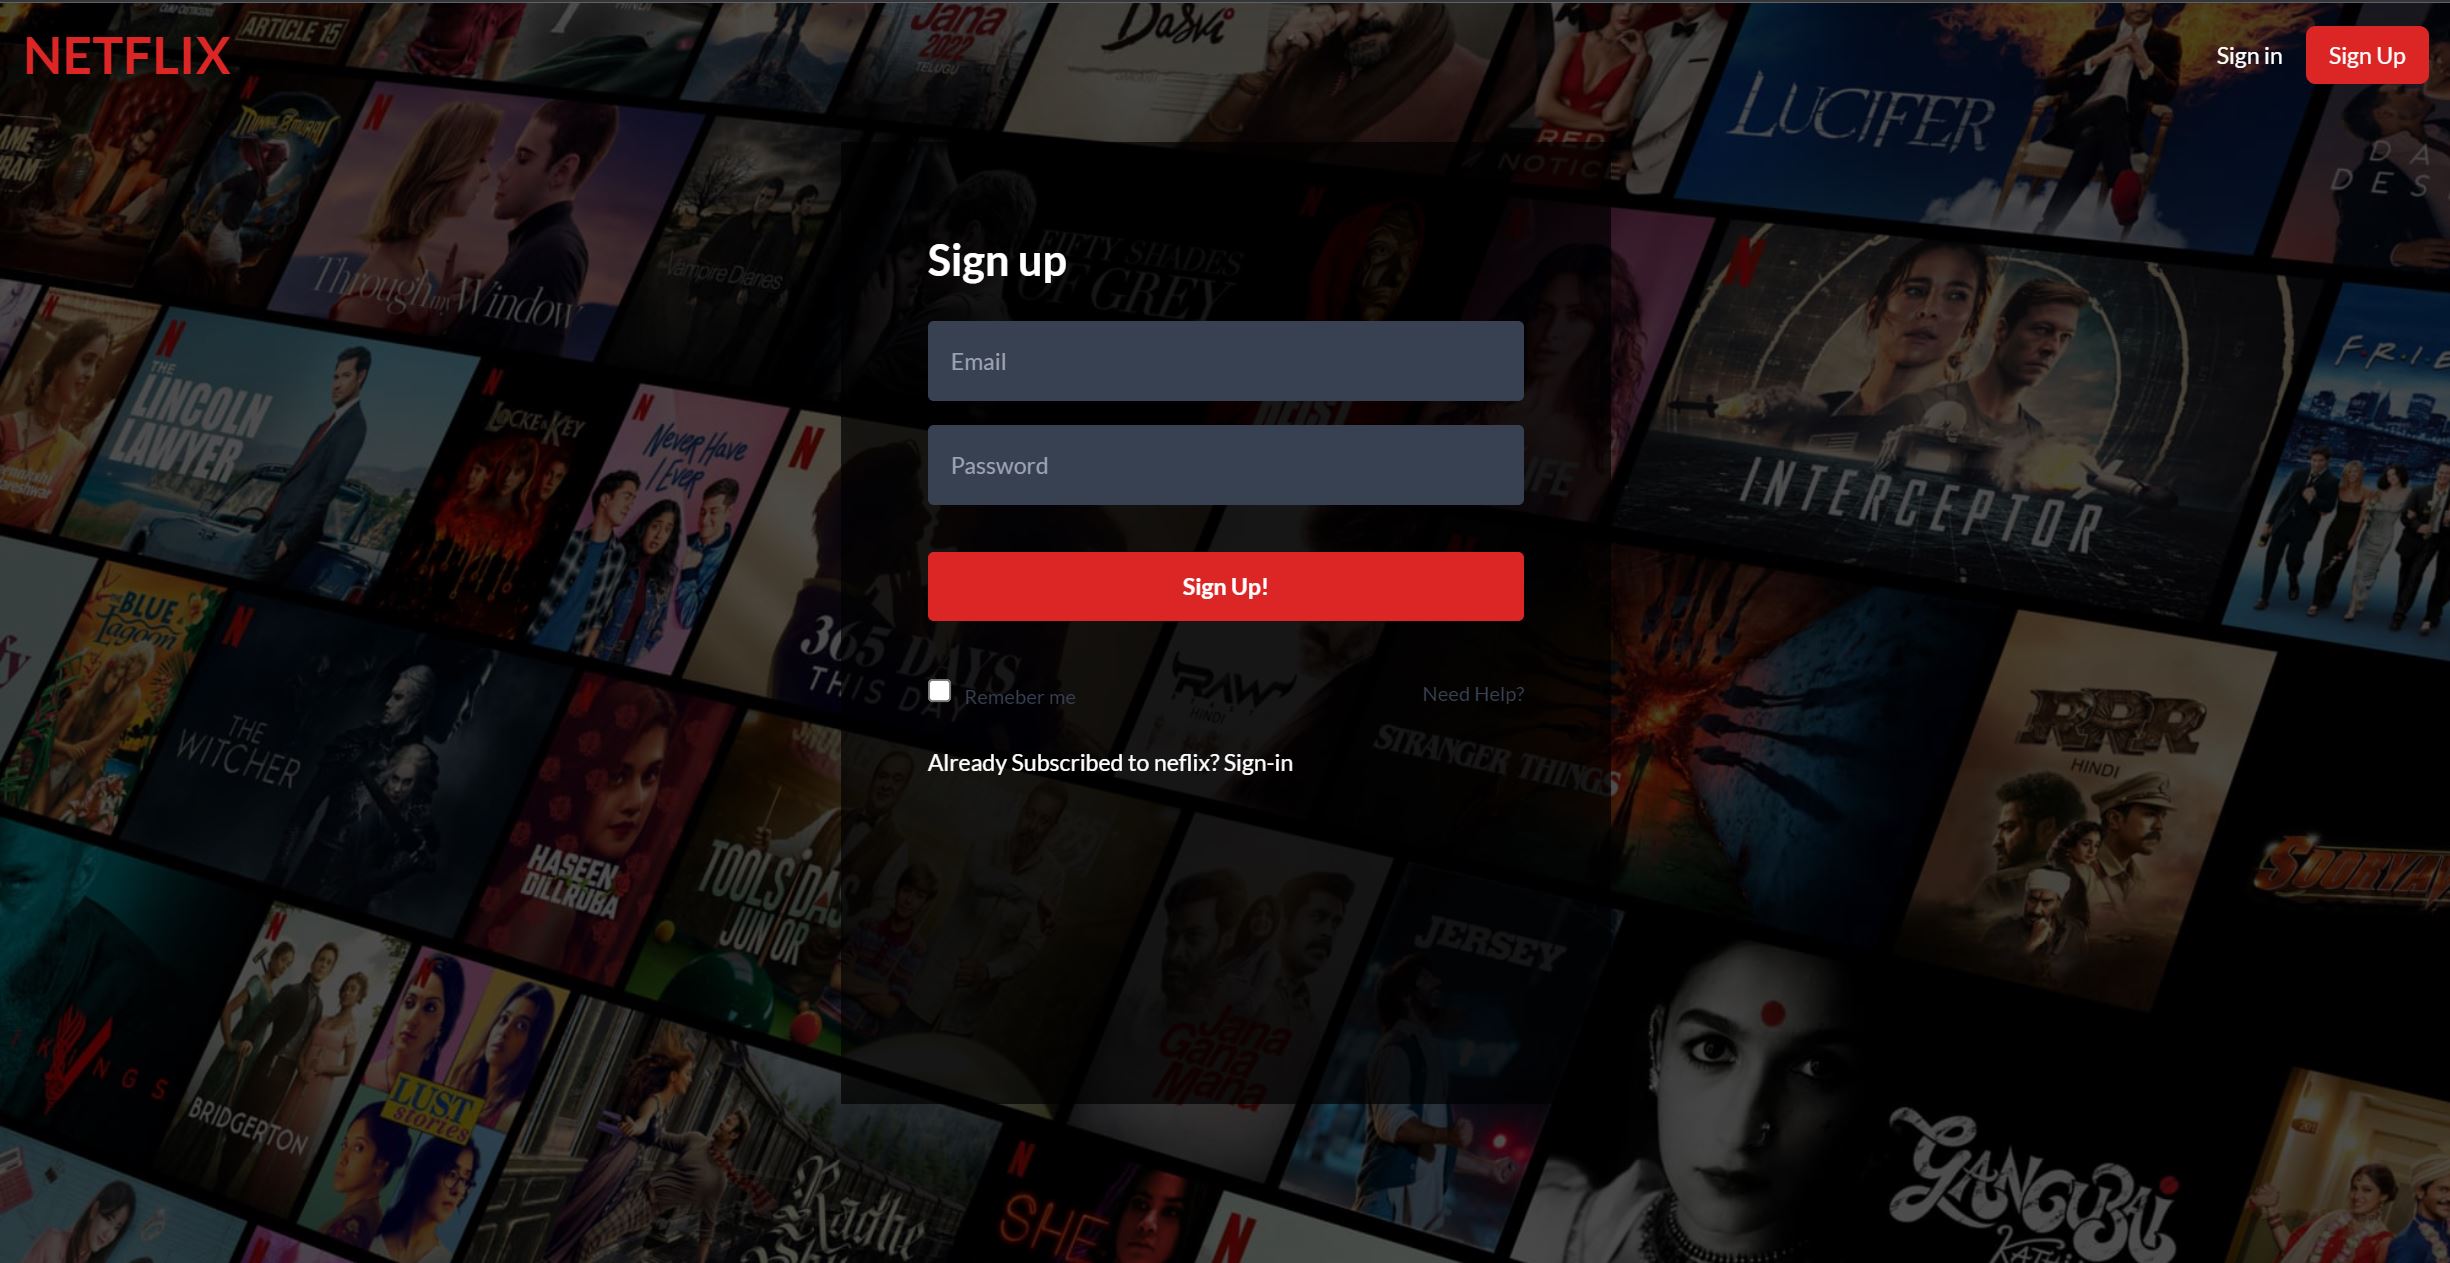 NETFLIX
Sign in
Sign Up
ARTICLE 15
HINDI
Jana
2022
TELUGU
Dasvi
LUCIFER
RED
NOTICE
Through my Window
Vampire Diaries
FIFTY SHADES
OF GREY
Sign up
Email
Password
Sign Up!
Remeber me
Need Help?
Already Subscribed to neflix? Sign-in
THE
LINCOLN
LAWYER
LOCKE & KEY
Never Have
I Ever
HEIST
INTERCEPTOR
BLUE
Lagoon
365 DAYS
THIS DAY
RAW
HINDI
STRANGER THINGS
RRR
HINDI
THE
WITCHER
HASEEN
DILLRUBA
TOOLSIDAS
JUNIOR
JERSEY
Jana
Gana
Mana
BRIDGERTON
LUST
stories
Radhe
SHE
GANGUBAI